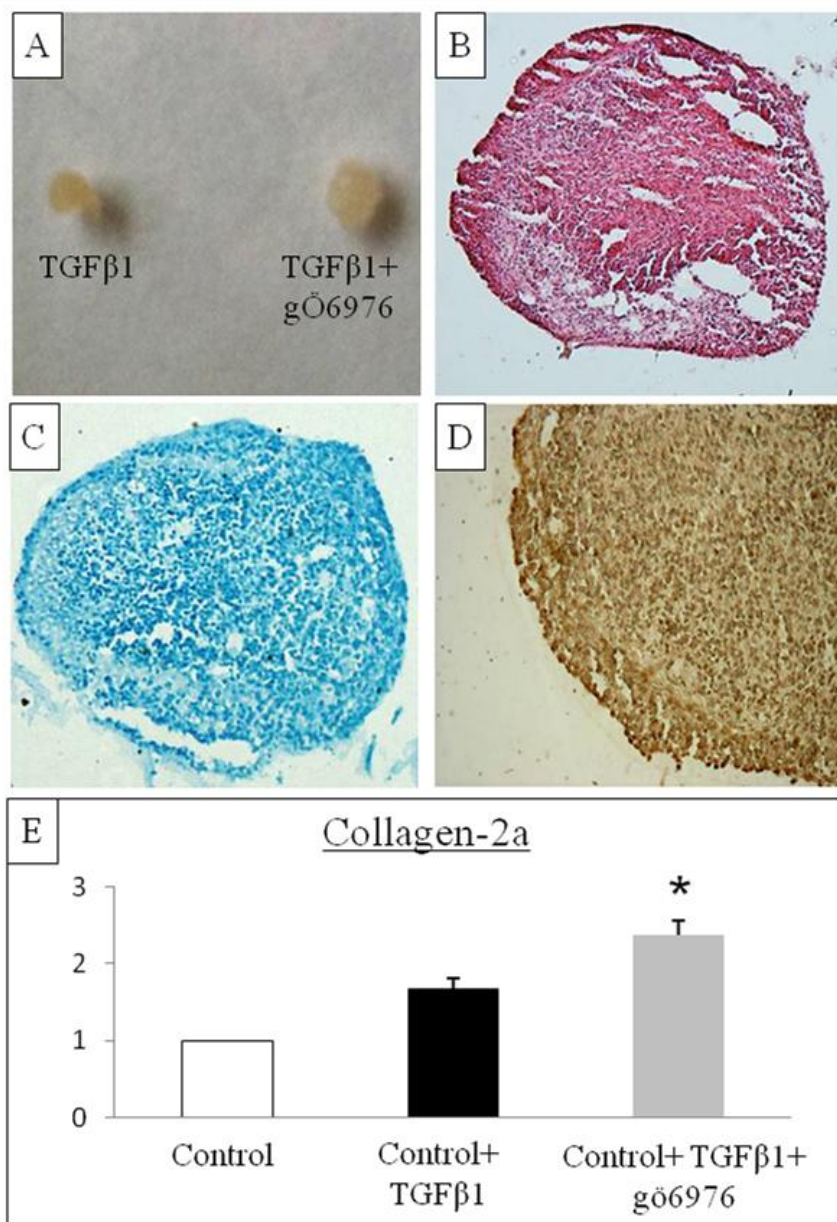 A
TGFβ1
TGFβ1+
gÖ6976
B
C
D
E
Collagen-2a
3
2
1
0
*
Control
Control+
TGFβ1
Control+ TGFβ1+
gö6976